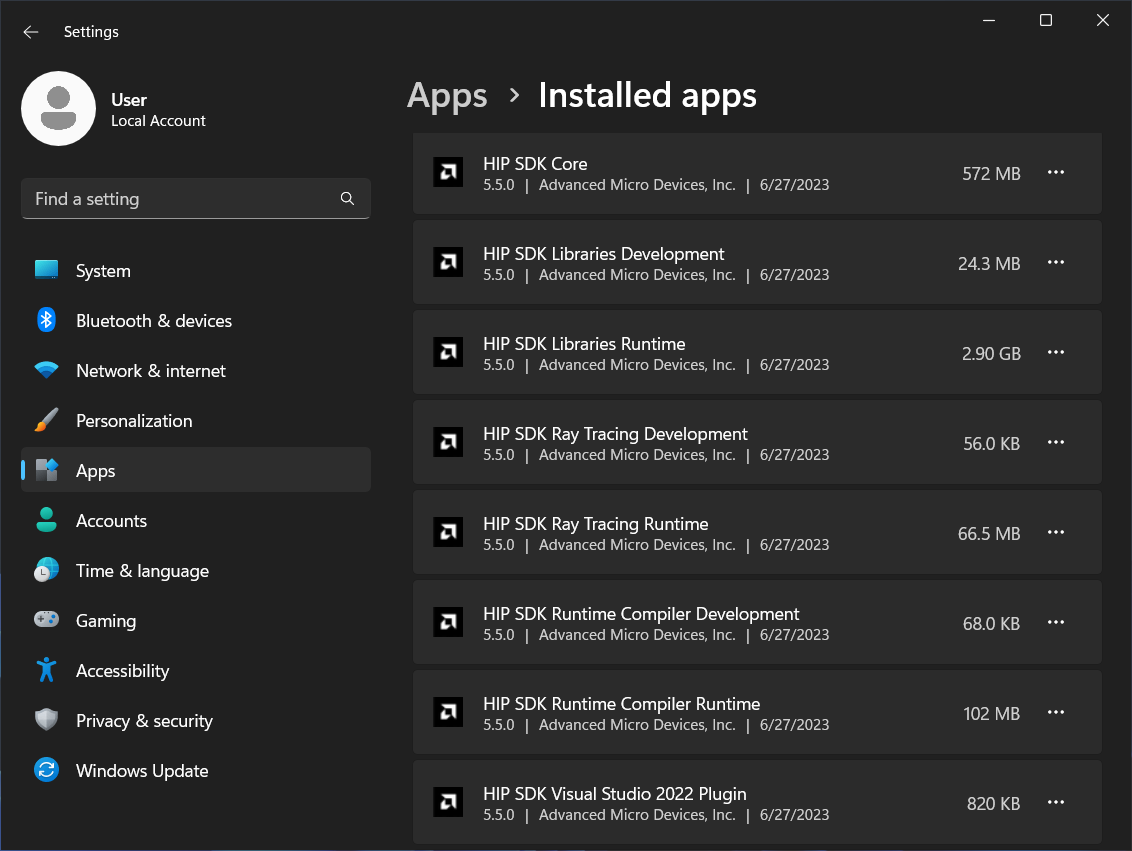 Settings
User
Local Account
Find a setting
System
Bluetooth & devices
Network & internet
Personalization
Apps
Accounts
Time & language
Gaming
Accessibility
Privacy & security
Windows Update
Apps > Installed apps
HIP SDK Core
5.5.0 | Advanced Micro Devices, Inc. | 6/27/2023
572 MB
HIP SDK Libraries Development
5.5.0 | Advanced Micro Devices, Inc. | 6/27/2023
24.3 MB
HIP SDK Libraries Runtime
5.5.0 | Advanced Micro Devices, Inc. | 6/27/2023
2.90 GB
HIP SDK Ray Tracing Development
5.5.0 | Advanced Micro Devices, Inc. | 6/27/2023
56.0 KB
HIP SDK Ray Tracing Runtime
5.5.0 | Advanced Micro Devices, Inc. | 6/27/2023
66.5 MB
HIP SDK Runtime Compiler Development
5.5.0 | Advanced Micro Devices, Inc. | 6/27/2023
68.0 KB
HIP SDK Runtime Compiler Runtime
5.5.0 | Advanced Micro Devices, Inc. | 6/27/2023
102 MB
HIP SDK Visual Studio 2022 Plugin
5.5.0 | Advanced Micro Devices, Inc. | 6/27/2023
820 KB